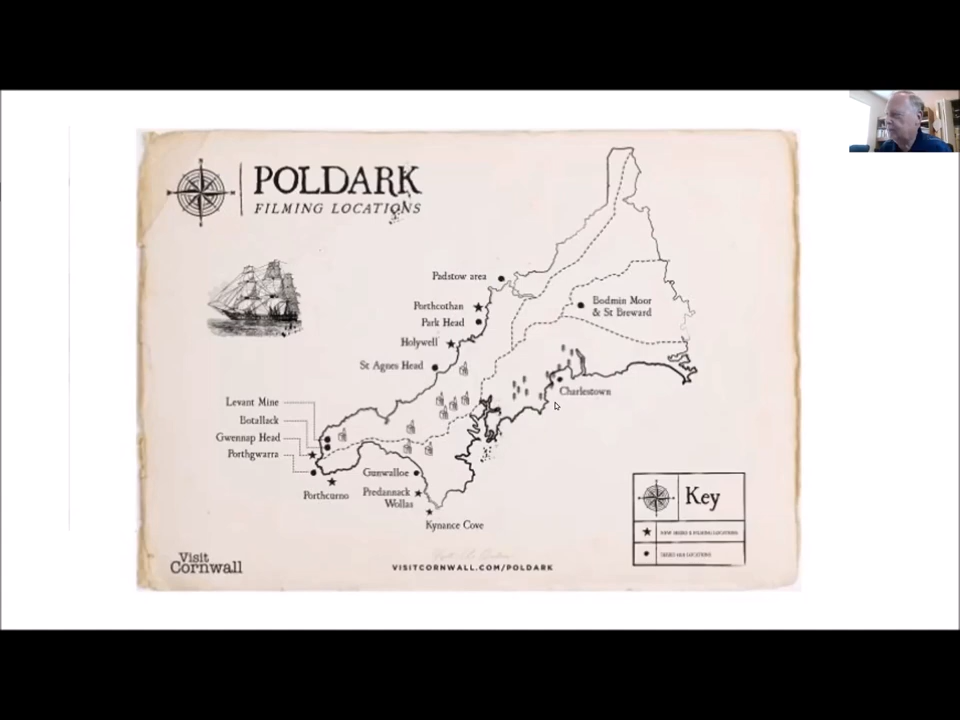 POLDARK
FILMING LOCATIONS
Padstow area
Porthcothan
Park Head
Holywell
St Agnes Head
Bodmin Moor
& St Breward
Charlestown
Levant Mine
Botallack
Gwennap Head
Porthgwarra
Porthcurno
Gunwalloe
Predannack
Wollas
Kynance Cove
Key
Visit
Cornwall
VISITCORNWALL.COM/POLDARK